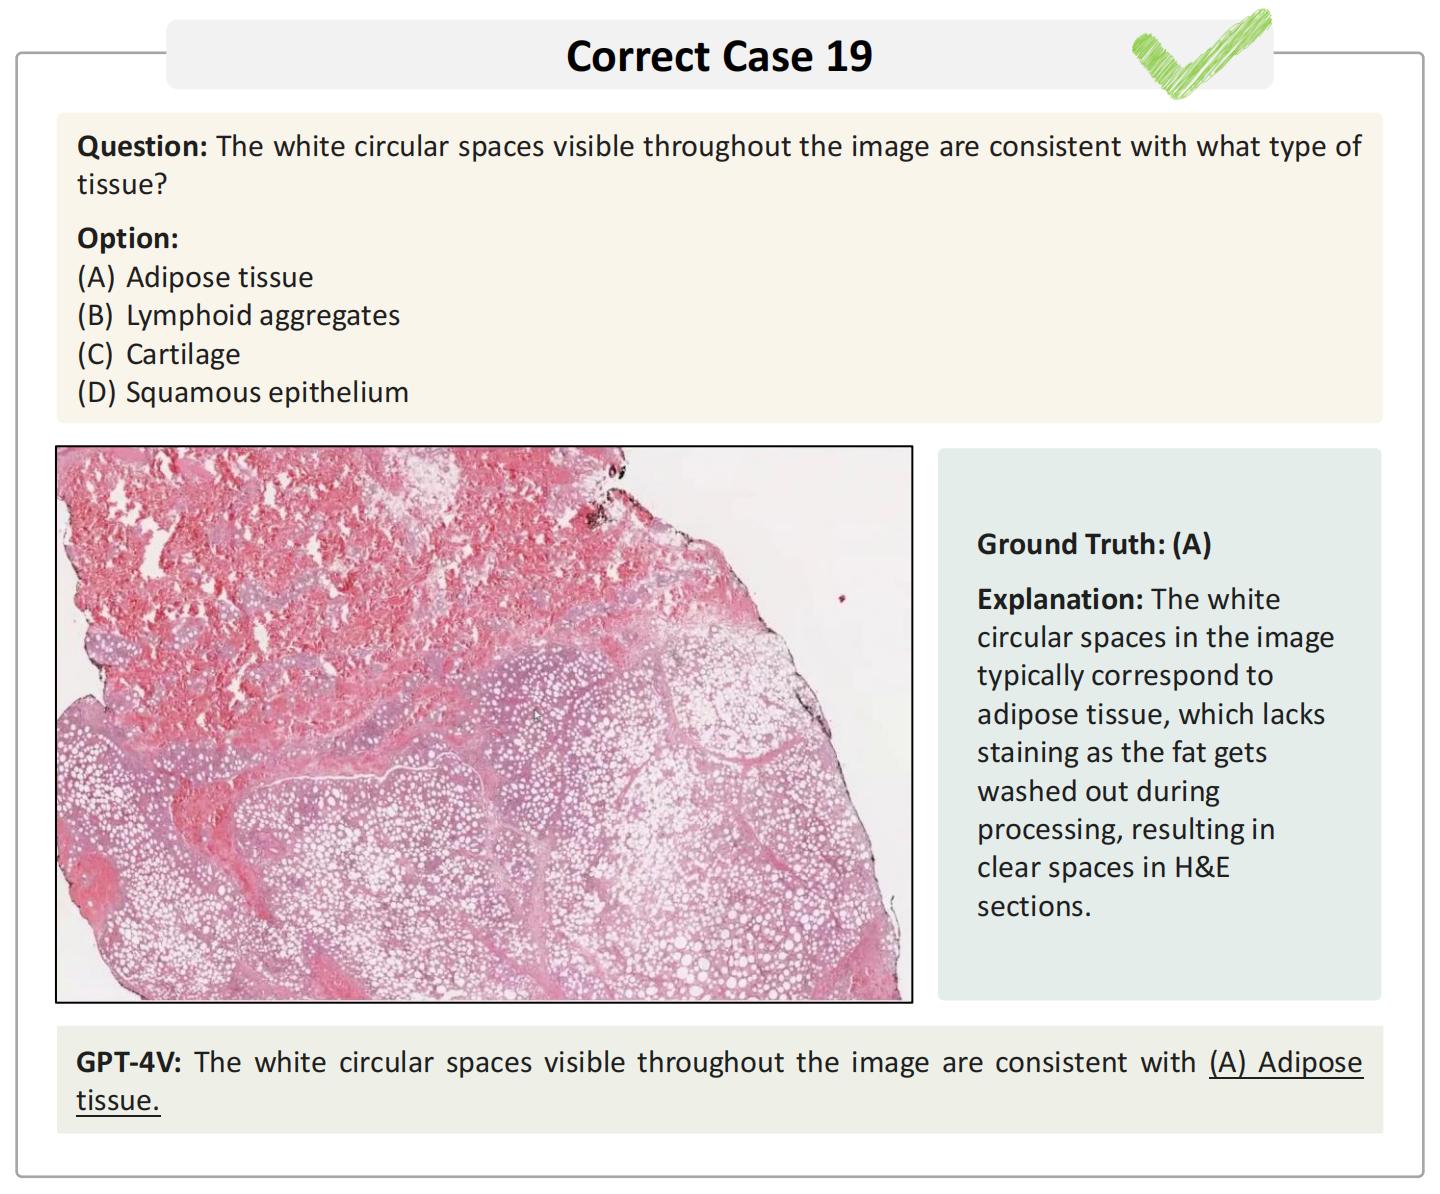 Correct Case 19
Question: The white circular spaces visible throughout the image are consistent with what type of
tissue?
Option:
(A) Adipose tissue
(B) Lymphoid aggregates
(C) Cartilage
(D) Squamous epithelium
Ground Truth: (A)
Explanation: The white
circular spaces in the image
typically correspond to
adipose tissue, which lacks
staining as the fat gets
washed out during
processing, resulting in
clear spaces in H&E
sections.
GPT-4V: The white circular spaces visible throughout the image are consistent with (A) Adipose
tissue.